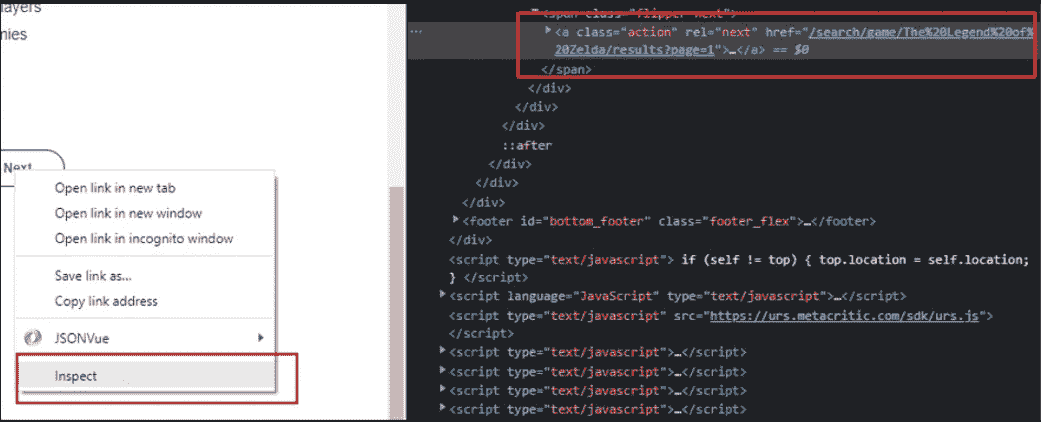 layers
nies
Next
Open link in new tab
Open link in new window
Open link in incognito window
Save link as...
Copy link address
JSONVue
Inspect
<span class="flipper next">
… <a class="action" rel="next" href="/search/game/The%20Legend%20of%
20Zelda/results?page=1">…</a> == $0
</span>
</div>
</div>
</div>
::after
</div>
</div>
</div>
<footer id="bottom_footer" class="footer_flex">…</footer>
</div>
<script type="text/javascript"> if (self != top) { top.location = self.location;
} </script>
<script language="JavaScript" type="text/javascript">…</script>
<script type="text/javascript" src="https://urs.metacritic.com/sdk/urs.js">
</script>
<script type="text/javascript">…</script>
<script type="text/javascript">…</script>
<script type="text/javascript">…</script>
<script type="text/javascript">…</script>